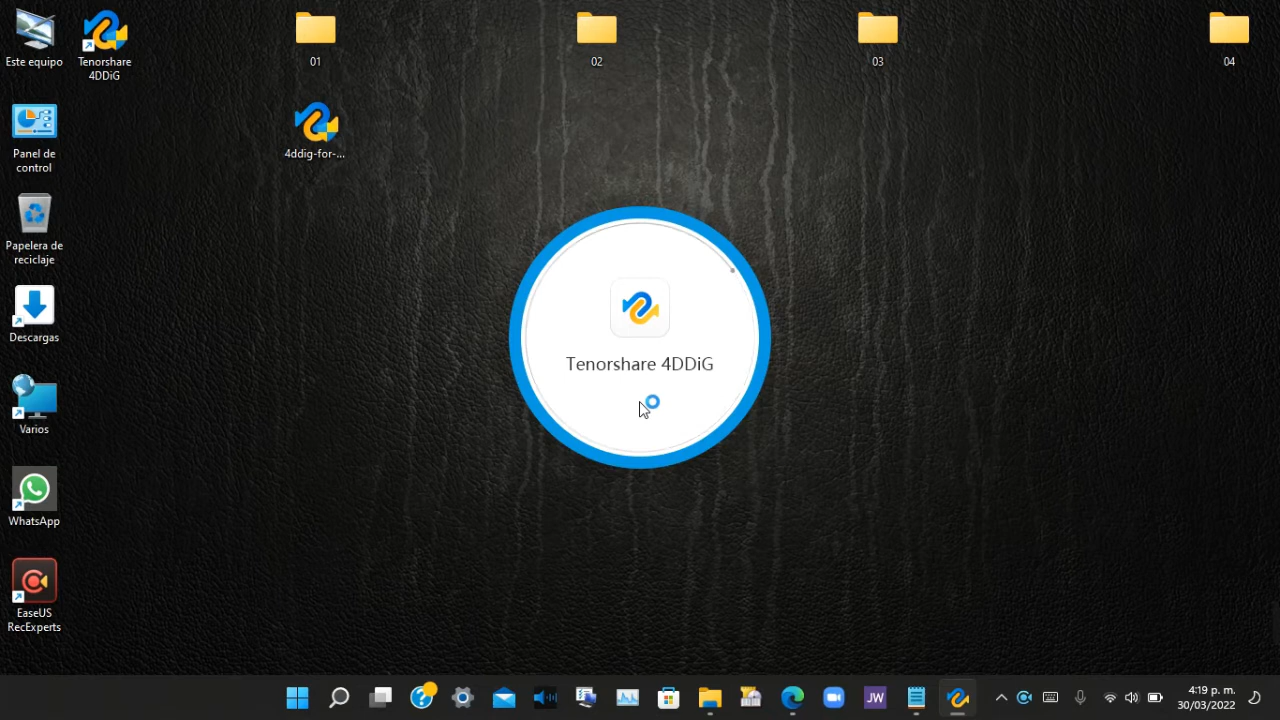 Este equipo
Tenorshare
4DDiG
01
02
03
04
Panel de
control
4ddig-for-...
Papelera de
reciclaje
Descargas
Tenorshare 4DDiG
Varios
WhatsApp
EaseUS
RecExperts
JW
4:19 p. m.
30/03/2022